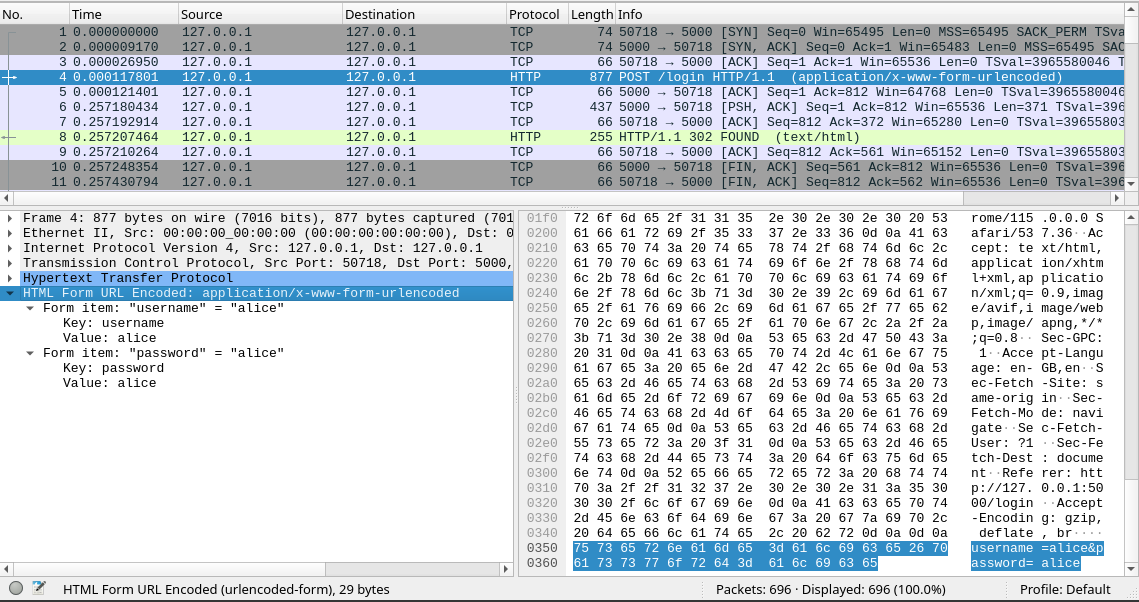 No. Time Source Destination Protocol Length Info
1 0.000000000 127.0.0.1 127.0.0.1 TCP 74 50718 → 5000 [SYN] Seq=0 Win=65495 Len=0 MSS=65495 SACK_PERM TSva
2 0.000009170 127.0.0.1 127.0.0.1 TCP 74 5000 → 50718 [SYN, ACK] Seq=0 Ack=1 Win=65483 Len=0 MSS=65495 SAC
3 0.000026950 127.0.0.1 127.0.0.1 TCP 66 50718 → 5000 [ACK] Seq=1 Ack=1 Win=65536 Len=0 TSval=3965580046 T
4 0.000117801 127.0.0.1 127.0.0.1 HTTP 877 POST /login HTTP/1.1 (application/x-www-form-urlencoded)
5 0.000121401 127.0.0.1 127.0.0.1 TCP 66 5000 → 50718 [ACK] Seq=1 Ack=812 Win=64768 Len=0 TSval=3965580046
6 0.257180434 127.0.0.1 127.0.0.1 TCP 437 5000 → 50718 [PSH, ACK] Seq=1 Ack=812 Win=65536 Len=371 TSval=396
7 0.257192914 127.0.0.1 127.0.0.1 TCP 66 50718 → 5000 [ACK] Seq=812 Ack=372 Win=65280 Len=0 TSval=39655803
8 0.257207464 127.0.0.1 127.0.0.1 HTTP 255 HTTP/1.1 302 FOUND (text/html)
9 0.257210264 127.0.0.1 127.0.0.1 TCP 66 50718 → 5000 [ACK] Seq=812 Ack=561 Win=65152 Len=0 TSval=39655803
10 0.257248354 127.0.0.1 127.0.0.1 TCP 66 5000 → 50718 [FIN, ACK] Seq=561 Ack=812 Win=65536 Len=0 TSval=396
11 0.257430794 127.0.0.1 127.0.0.1 TCP 66 50718 → 5000 [FIN, ACK] Seq=812 Ack=562 Win=65536 Len=0 TSval=396
Frame 4: 877 bytes on wire (7016 bits), 877 bytes captured (701
Ethernet II, Src: 00:00:00_00:00:00 (00:00:00:00:00:00), Dst: 0
Internet Protocol Version 4, Src: 127.0.0.1, Dst: 127.0.0.1
Transmission Control Protocol, Src Port: 50718, Dst Port: 5000,
Hypertext Transfer Protocol
HTML Form URL Encoded: application/x-www-form-urlencoded
Form item: "username" = "alice"
Key: username
Value: alice
Form item: "password" = "alice"
Key: password
Value: alice
01f0 72 6f 6d 65 2f 31 31 35 2e 30 2e 30 2e 30 20 53 rome/115 .0.0.0 S
0200 61 66 61 72 69 2f 35 33 37 2e 33 36 0d 0a 41 63 afari/53 7.36··Ac
0210 63 65 70 74 3a 20 74 65 78 74 2f 68 74 6d 6c 2c cept: te xt/html,
0220 61 70 70 6c 69 63 61 74 69 6f 6e 2f 78 68 74 6d applicat ion/xhtm
0230 6c 2b 78 6d 6c 2c 61 70 70 6c 69 63 61 74 69 6f l+xml,ap plicatio
0240 6e 2f 78 6d 6c 3b 71 3d 30 2e 39 2c 69 6d 61 67 n/xml;q= 0.9,imag
0250 65 2f 61 76 69 66 2c 69 6d 61 67 65 2f 77 65 62 e/avif,i mage/web
0260 70 2c 69 6d 61 67 65 2f 61 70 6e 67 2c 2a 2f 2a p,image/ apng,*/*
0270 3b 71 3d 30 2e 38 0d 0a 53 65 63 2d 47 50 43 3a ;q=0.8·· Sec-GPC:
0280 20 31 0d 0a 41 63 63 65 70 74 2d 4c 61 6e 67 75 1··Acce pt-Langu
0290 61 67 65 3a 20 65 6e 2d 47 42 2c 65 6e 0d 0a 53 age: en- GB,en··S
02a0 65 63 2d 46 65 74 63 68 2d 53 69 74 65 3a 20 73 ec-Fetch -Site: s
02b0 61 6d 65 2d 6f 72 69 67 69 6e 0d 0a 53 65 63 2d ame-orig in··Sec-
02c0 46 65 74 63 68 2d 4d 6f 64 65 3a 20 6e 61 76 69 Fetch-Mo de: navi
02d0 67 61 74 65 0d 0a 53 65 63 2d 46 65 74 63 68 2d gate··Se c-Fetch-
02e0 55 73 65 72 3a 20 3f 31 0d 0a 53 65 63 2d 46 65 User: ?1 ··Sec-Fe
02f0 74 63 68 2d 44 65 73 74 3a 20 64 6f 63 75 6d 65 tch-Dest : docume
0300 6e 74 0d 0a 52 65 66 65 72 65 72 3a 20 68 74 74 nt··Refe rer: htt
0310 70 3a 2f 2f 31 32 37 2e 30 2e 30 2e 31 3a 35 30 p://127. 0.0.1:50
0320 30 30 2f 6c 6f 67 69 6e 0d 0a 41 63 63 65 70 74 00/login ··Accept
0330 2d 45 6e 63 6f 64 69 6e 67 3a 20 67 7a 69 70 2c -Encodin g: gzip,
0340 20 64 65 66 6c 61 74 65 2c 20 62 72 0d 0a 0d 0a deflate , br····
0350 75 73 65 72 6e 61 6d 65 3d 61 6c 69 63 65 26 70 username =alice&p
0360 61 73 73 77 6f 72 64 3d 61 6c 69 63 65 assword= alice
HTML Form URL Encoded (urlencoded-form), 29 bytes Packets: 696 · Displayed: 696 (100.0%) Profile: Default